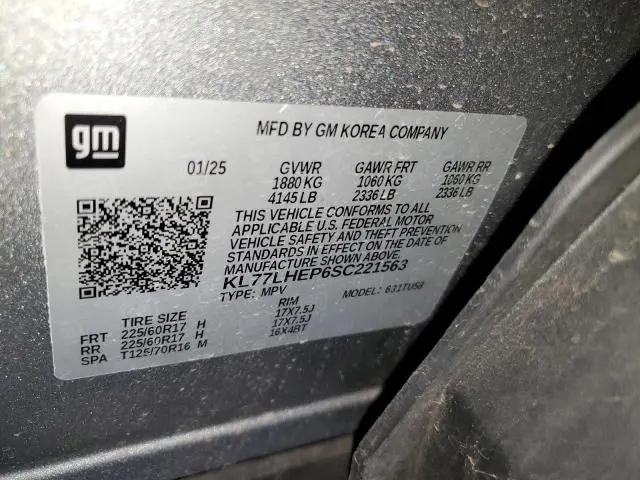 gm
MFD BY GM KOREA COMPANY
01/25 GVWR GAWR FRT GAWR RR
1880 KG 1060 KG 1060 KG
4145 LB 2336 LB 2336 LB
THIS VEHICLE CONFORMS TO ALL
APPLICABLE U.S. FEDERAL MOTOR
VEHICLE SAFETY AND THEFT PREVENTION
STANDARDS IN EFFECT ON THE DATE OF
MANUFACTURE SHOWN ABOVE.
KL77LHEP6SC221563
TYPE: MPV MODEL: 631TU58
TIRE SIZE RIM
FRT 225/60R17 H 17X7.5J
RR 225/60R17 H 17X7.5J
SPA T125/70R16 M 16X4BT